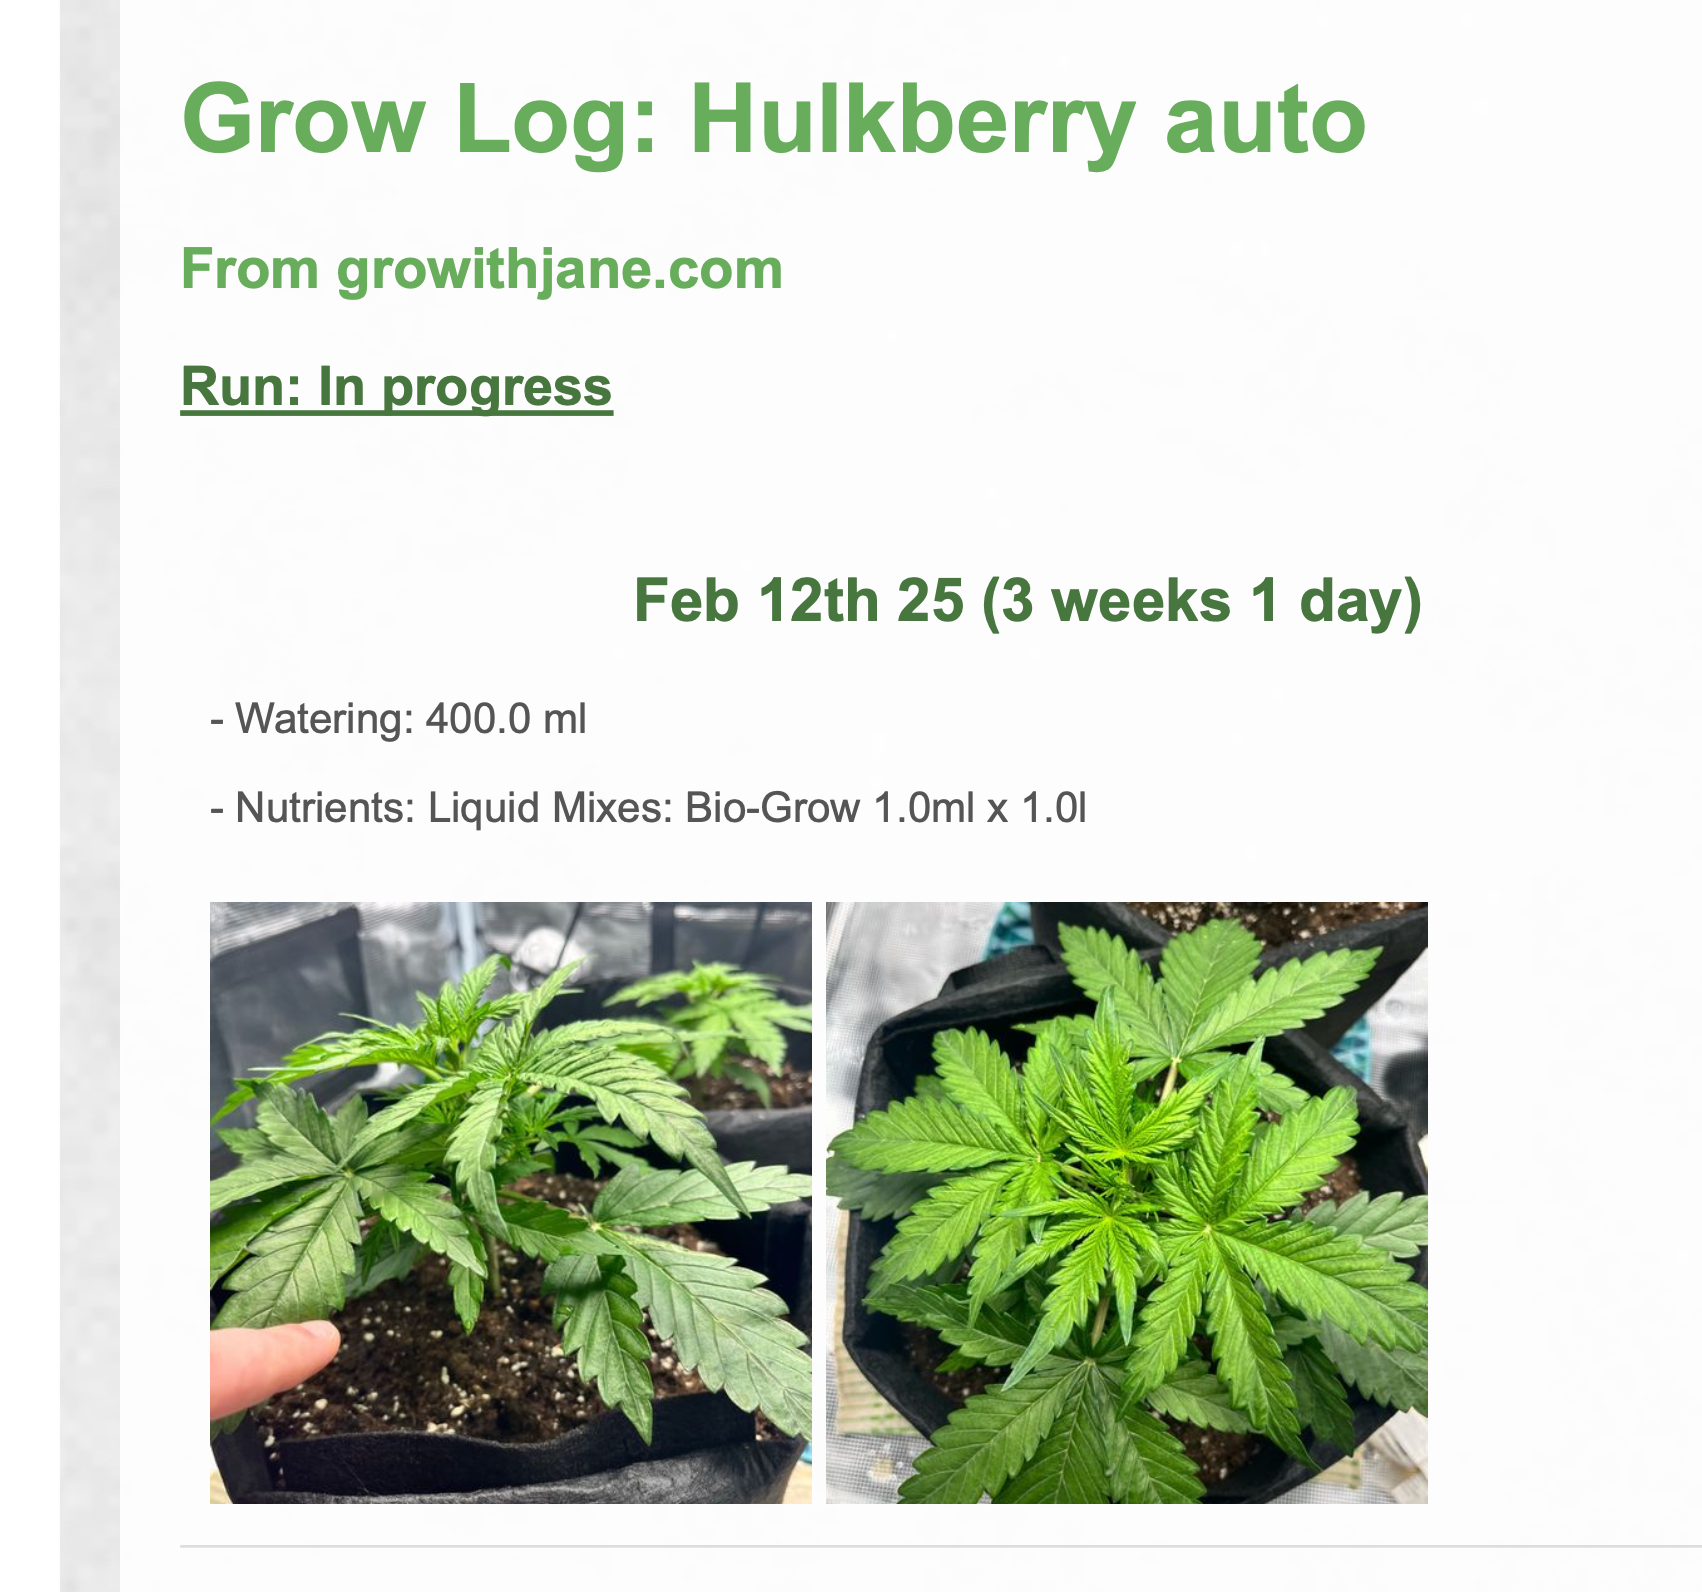 Grow Log: Hulkberry auto
From growithjane.com
Run: In progress
Feb 12th 25 (3 weeks 1 day)
- Watering: 400.0 ml
- Nutrients: Liquid Mixes: Bio-Grow 1.0ml x 1.0l